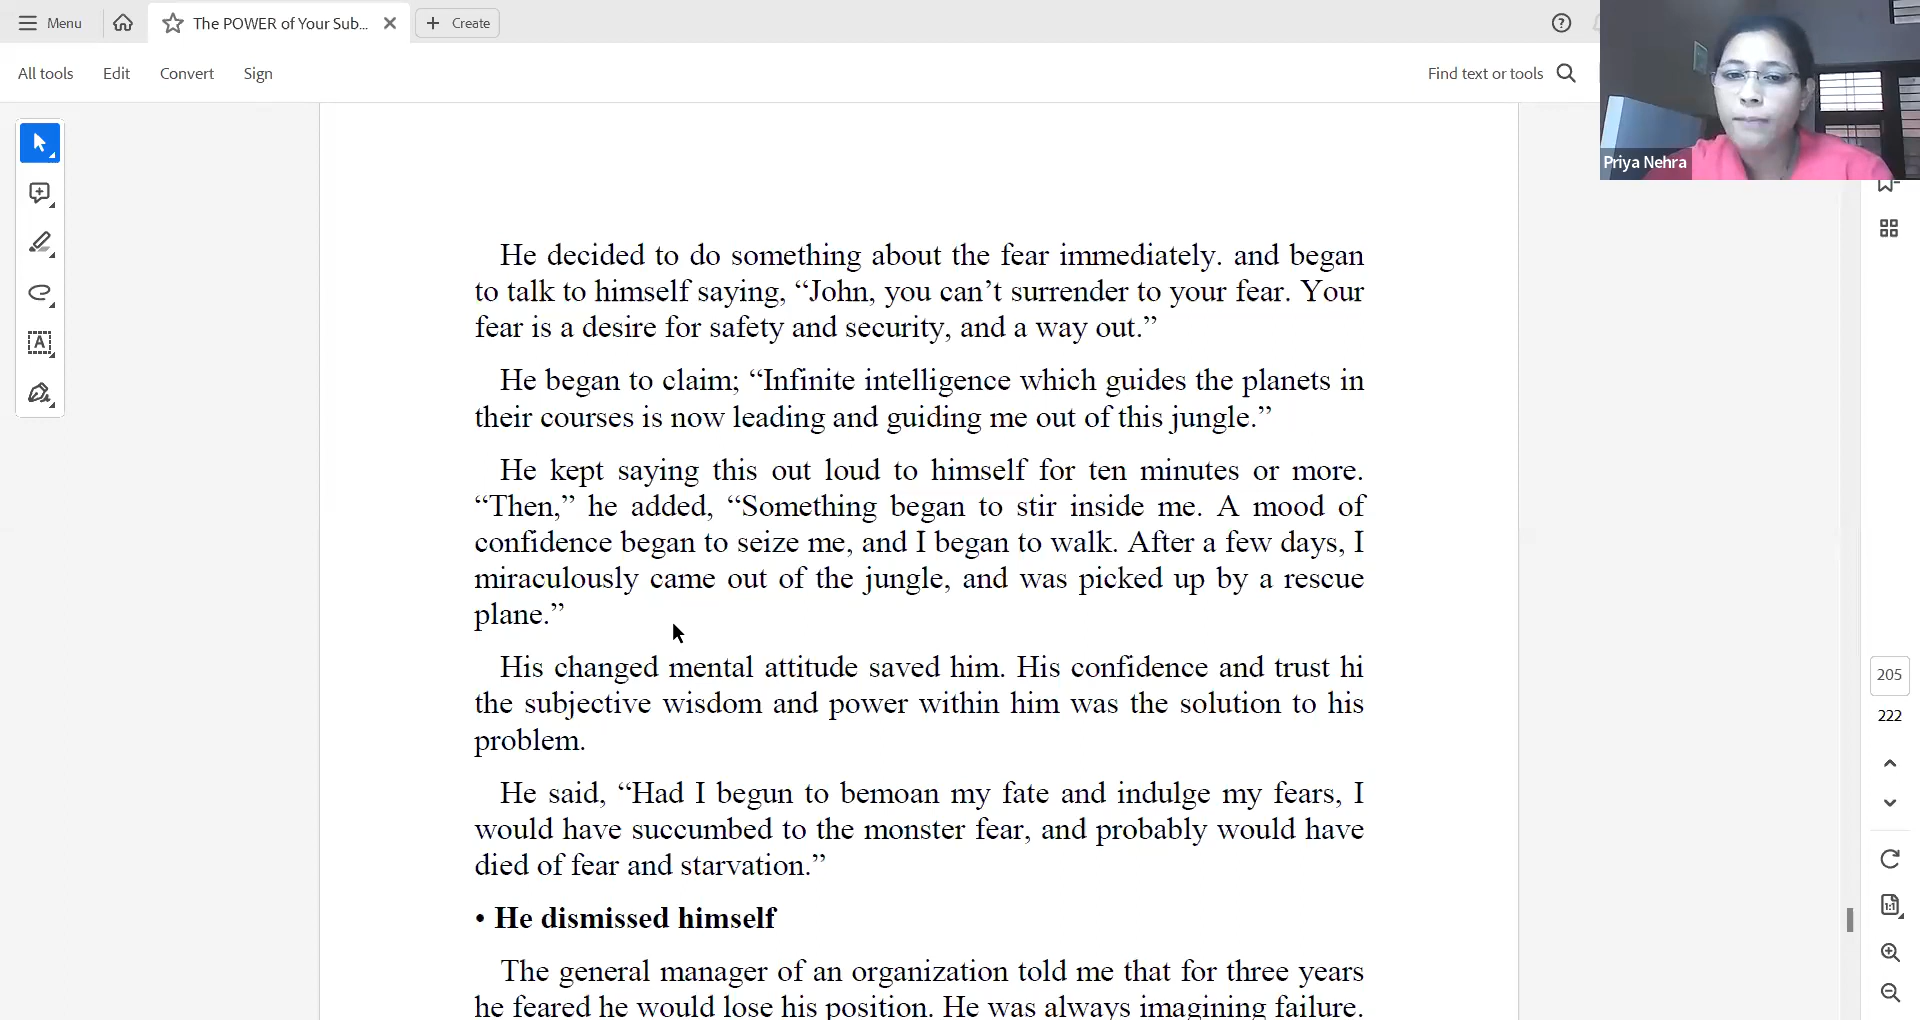 Menu
The POWER of Your Sub...
Create
All tools
Edit
Convert
Sign
Find text or tools
Priya Nehra
He decided to do something about the fear immediately. and began
to talk to himself saying, “John, you can’t surrender to your fear. Your
fear is a desire for safety and security, and a way out.”
He began to claim; “Infinite intelligence which guides the planets in
their courses is now leading and guiding me out of this jungle.”
He kept saying this out loud to himself for ten minutes or more.
“Then,” he added, “Something began to stir inside me. A mood of
confidence began to seize me, and I began to walk. After a few days, I
miraculously came out of the jungle, and was picked up by a rescue
plane.”
His changed mental attitude saved him. His confidence and trust hi
the subjective wisdom and power within him was the solution to his
problem.
He said, “Had I begun to bemoan my fate and indulge my fears, I
would have succumbed to the monster fear, and probably would have
died of fear and starvation.”
• He dismissed himself
The general manager of an organization told me that for three years
he feared he would lose his position. He was always imagining failure.
205
222